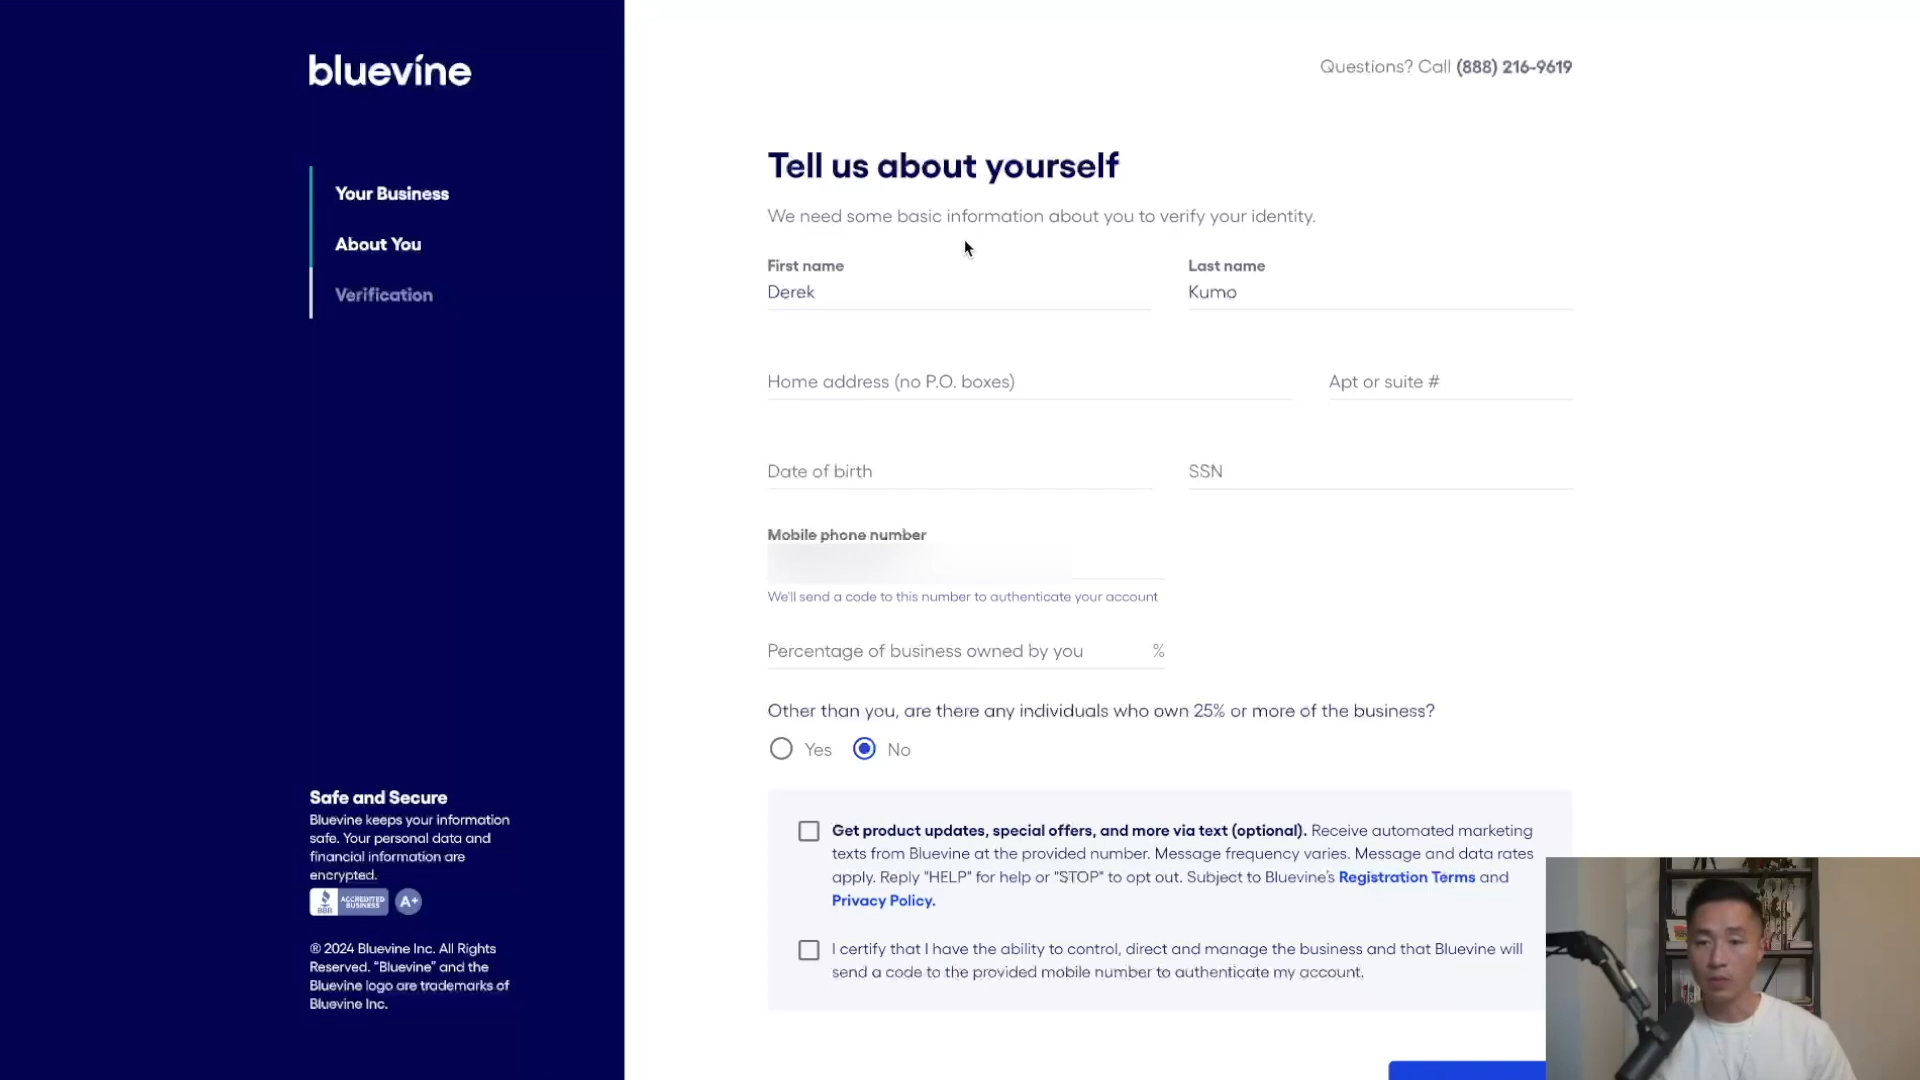 bluevine
Questions? Call (888) 216-9619
Your Business
About You
Verification
Tell us about yourself
We need some basic information about you to verify your identity.
First name
Last name
Derek
Kumo
Home address (no P.O. boxes)
Apt or suite #
Date of birth
SSN
Mobile phone number
We'll send a code to this number to authenticate your account
Percentage of business owned by you %
Other than you, are there any individuals who own 25% or more of the business?
Yes
No
Get product updates, special offers, and more via text (optional). Receive automated marketing
texts from Bluevine at the provided number. Message frequency varies. Message and data rates
apply. Reply "HELP" for help or "STOP" to opt out. Subject to Bluevine's Registration Terms and
Privacy Policy.
I certify that I have the ability to control, direct and manage the business and that Bluevine will
send a code to the provided mobile number to authenticate my account.
Safe and Secure
Bluevine keeps your information
safe. Your personal data and
financial information are
encrypted.
BBB
ACCREDITED
BUSINESS
A+
® 2024 Bluevine Inc. All Rights
Reserved. "Bluevine" and the
Bluevine logo are trademarks of
Bluevine Inc.